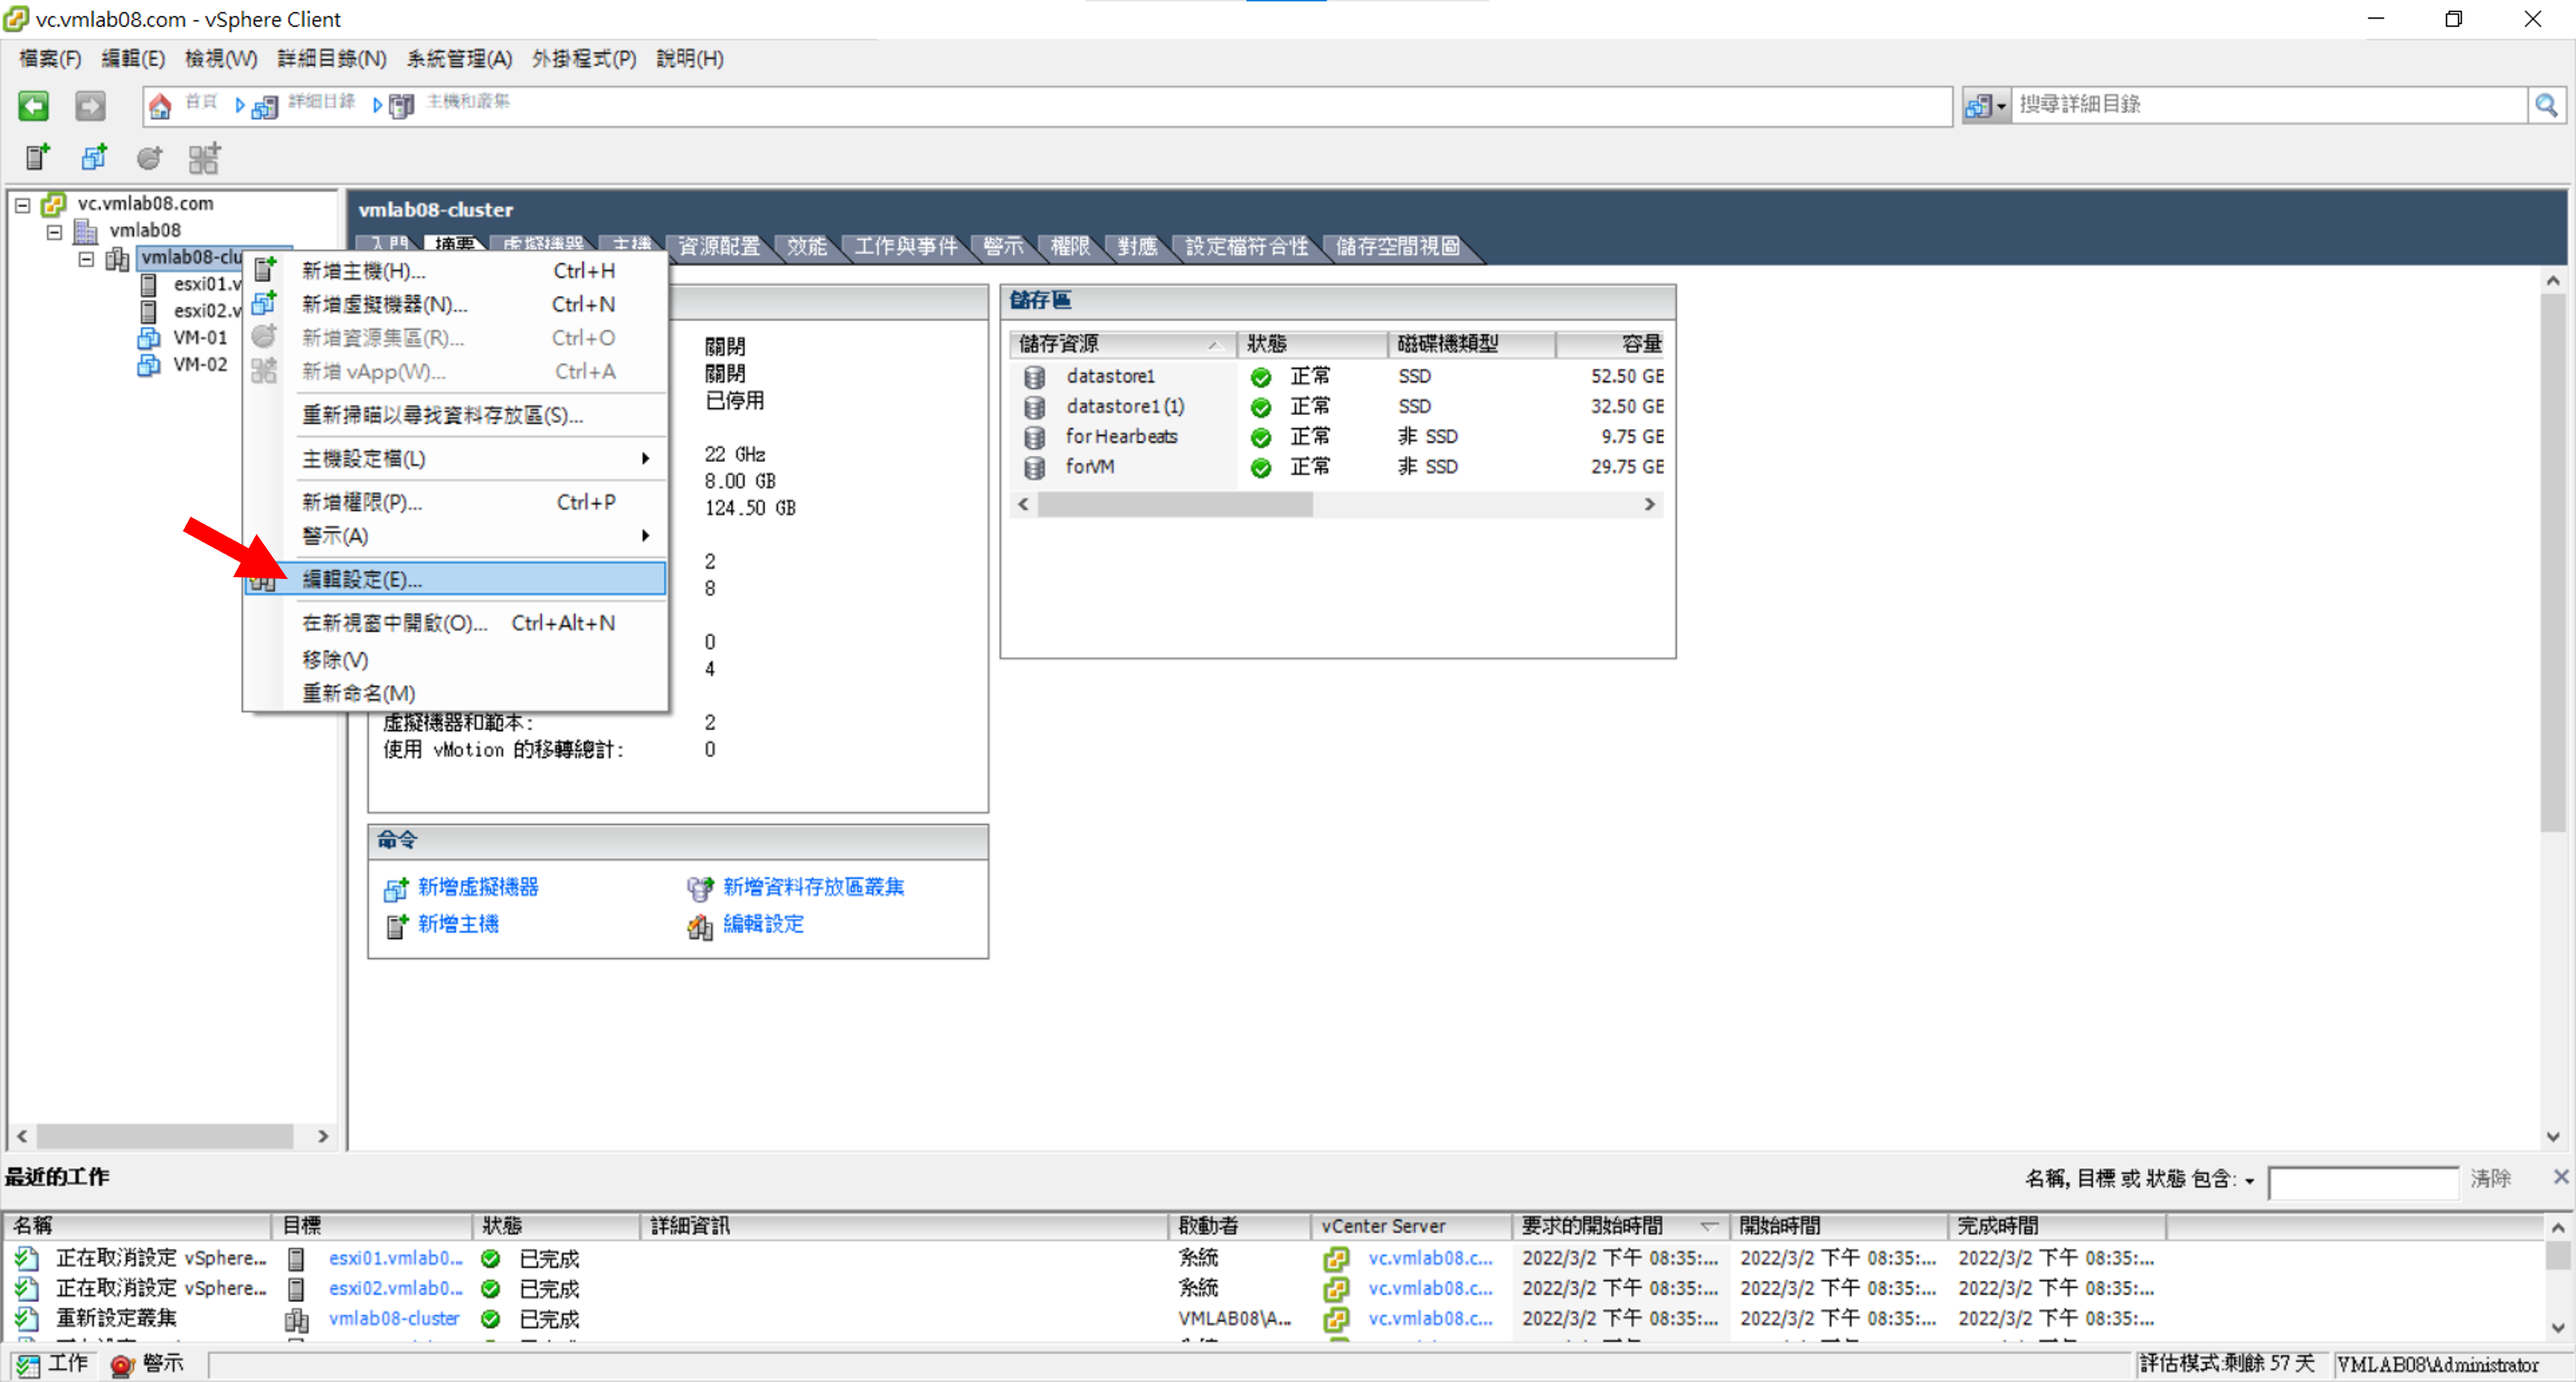 vc.vmlab08.com - vSphere Client
檔案(F) 編輯(E) 檢視(W) 詳細目錄(N) 系統管理(A) 外掛程式(P) 說明(H)
首頁 詳細目錄 主機和叢集 搜尋詳細目錄
vc.vmlab08.com
vmlab08
vmlab08-clu
esxi01.v
esxi02.v
VM-01
VM-02
新增主機(H)... Ctrl+H
新增虛擬機器(N)... Ctrl+N
新增資源集區(R)... Ctrl+O
新增 vApp(W)... Ctrl+A
重新掃瞄以尋找資料存放區(S)...
主機設定檔(L)
新增權限(P)... Ctrl+P
警示(A)
編輯設定(E)...
在新視窗中開啟(O)... Ctrl+Alt+N
移除(V)
重新命名(M)
vmlab08-cluster
入門 摘要 虛擬機器 主機 資源配置 效能 工作與事件 警示 權限 對應 設定檔符合性 儲存空間視圖
關閉
關閉
已停用
22 GHz
8.00 GB
124.50 GB
2
8
0
4
虛擬機器和範本: 2
使用 vMotion 的移轉總計: 0
儲存區
儲存資源 狀態 磁碟機類型 容量
datastore1 正常 SSD 52.50 GB
datastore1 (1) 正常 SSD 32.50 GB
for Hearbeats 正常 非 SSD 9.75 GB
forVM 正常 非 SSD 29.75 GB
命令
新增虛擬機器 新增資料存放區叢集
新增主機 編輯設定
最近的工作 名稱, 目標 或 狀態 包含: 清除
名稱 目標 狀態 詳細資訊 啟動者 vCenter Server 要求的開始時間 開始時間 完成時間
正在取消設定 vSphere... esxi01.vmlab0... 已完成 系統 vc.vmlab08.c... 2022/3/2 下午 08:35:... 2022/3/2 下午 08:35:... 2022/3/2 下午 08:35:...
正在取消設定 vSphere... esxi02.vmlab0... 已完成 系統 vc.vmlab08.c... 2022/3/2 下午 08:35:... 2022/3/2 下午 08:35:... 2022/3/2 下午 08:35:...
重新設定叢集 vmlab08-cluster 已完成 VMLAB08\A... vc.vmlab08.c... 2022/3/2 下午 08:35:... 2022/3/2 下午 08:35:... 2022/3/2 下午 08:35:...
工作 警示 評估模式:剩餘 57 天 VMLAB08\Administrator